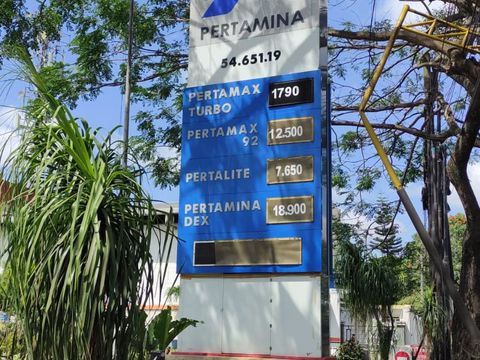 PERTAMINA
54.651.19
PERTAMAX TURBO 1790
PERTAMAX 92 12.500
PERTALITE 7.650
PERTAMINA DEX 18.900